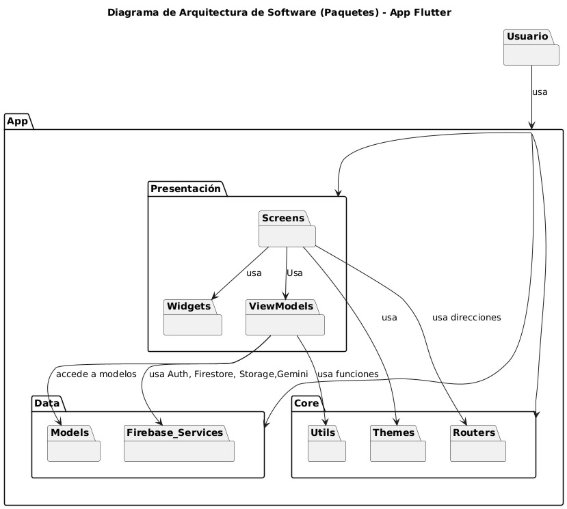 Diagrama de Arquitectura de Software (Paquetes) - App Flutter
Usuario
usa
App
Presentación
Screens
usa
Usa
Widgets
ViewModels
usa
usa direcciones
accede a modelos
usa Auth, Firestore, Storage,Gemini
usa funciones
Data
Core
Models
Firebase_Services
Utils
Themes
Routers